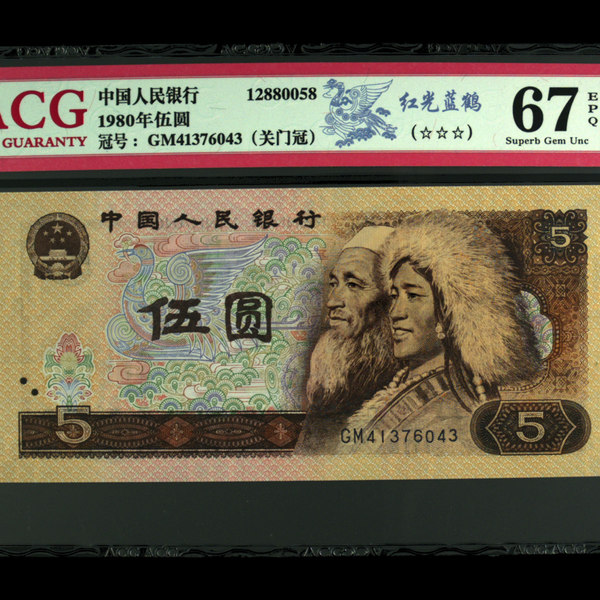 ACG
GUARANTY
中国人民银行 12880058
1980年伍圆
冠号：GM41376043（关门冠）
红光蓝鹤
(☆☆☆)
67
EPQ
Superb Gem Unc
中国人民银行
5
伍圆
5
GM41376043
5